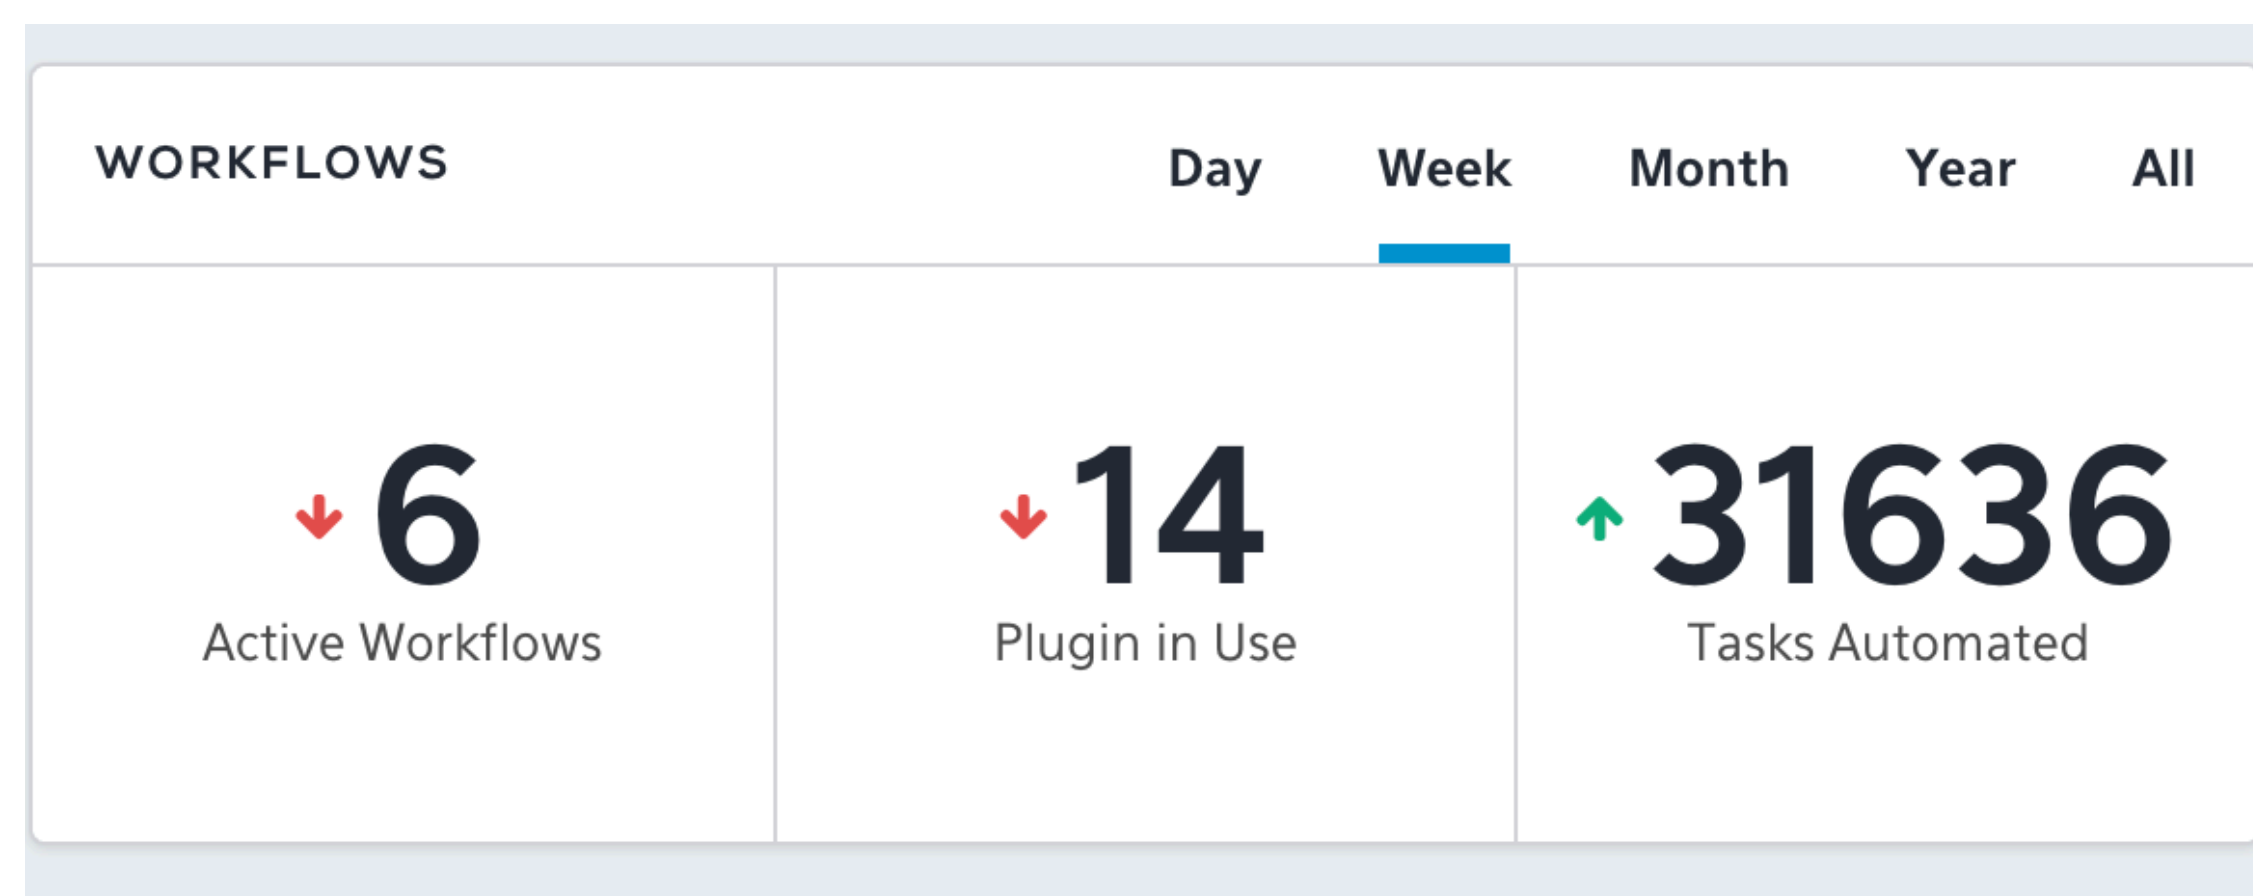 WORKFLOWS
Day Week Month Year All
6 14 31636
Active Workflows Plugin in Use Tasks Automated